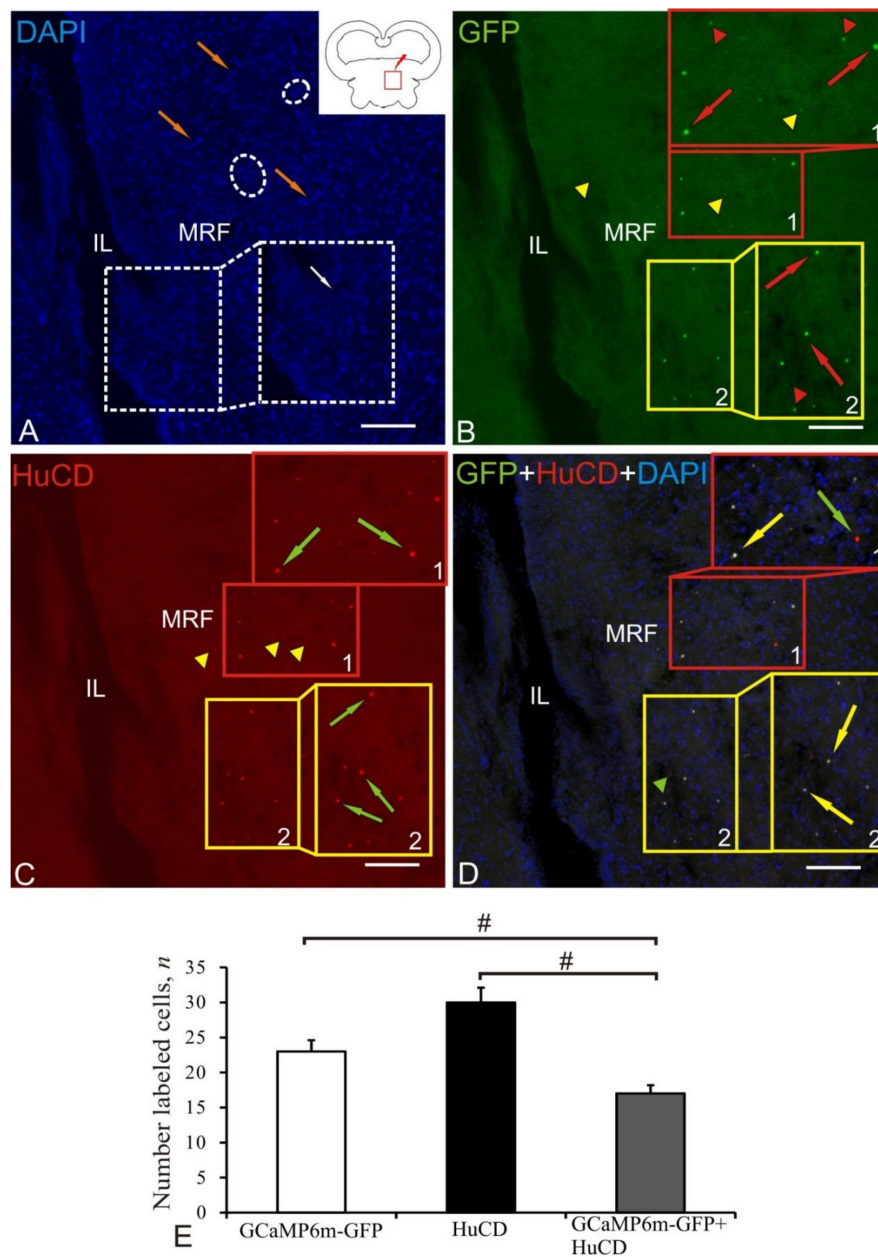 DAPI
IL
MRF
A
GFP
1
1
2
2
B
HuCD
1
MRF
1
IL
2
2
C
GFP+HuCD+DAPI
1
MRF
1
IL
2
2
D
#
#
Number labeled cells, n
35
30
25
20
15
10
5
0
GCaMP6m-GFP
HuCD
GCaMP6m-GFP+
HuCD
E